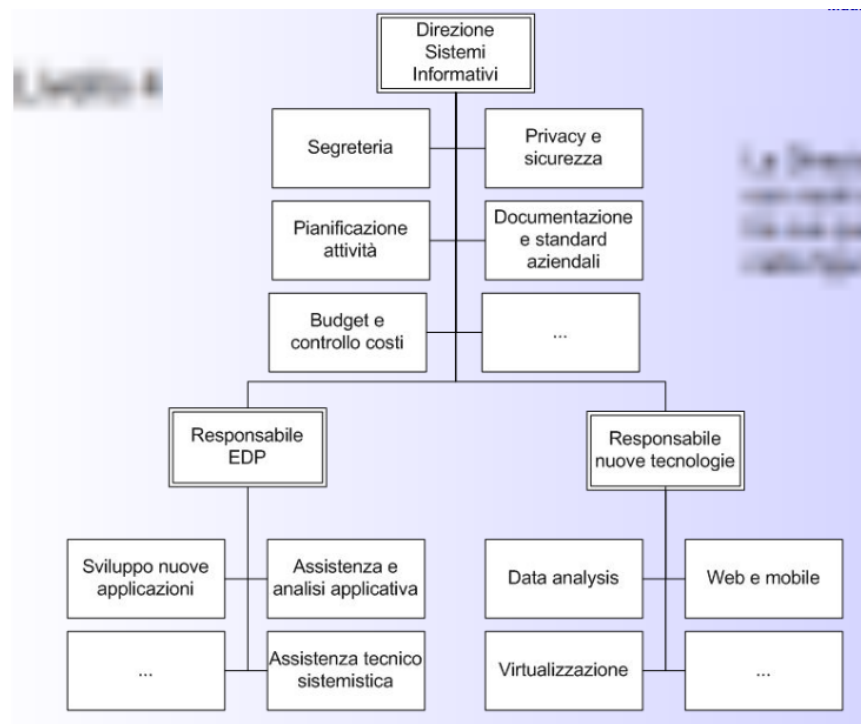 Direzione
Sistemi
Informativi
Segreteria
Privacy e
sicurezza
Pianificazione
attività
Documentazione
e standard
aziendali
Budget e
controllo costi
...
Responsabile
EDP
Responsabile
nuove tecnologie
Sviluppo nuove
applicazioni
Assistenza e
analisi applicativa
Data analysis
Web e mobile
...
Assistenza tecnico
sistemistica
Virtualizzazione
...